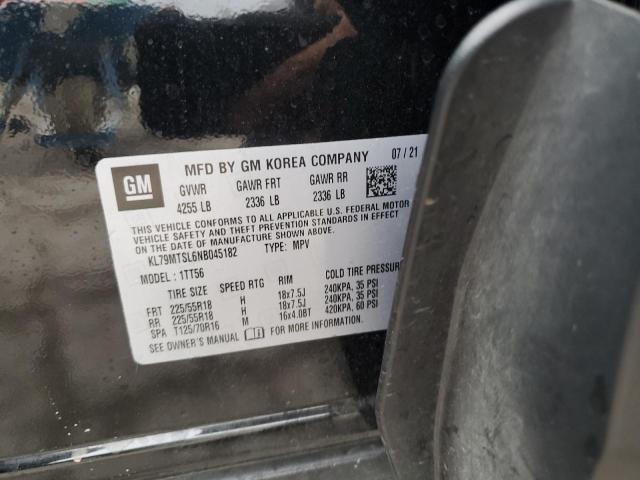 GM
MFD BY GM KOREA COMPANY 07/21
GVWR GAWR FRT GAWR RR
4255 LB 2336 LB 2336 LB
THIS VEHICLE CONFORMS TO ALL APPLICABLE U.S. FEDERAL MOTOR
VEHICLE SAFETY AND THEFT PREVENTION STANDARDS IN EFFECT
ON THE DATE OF MANUFACTURE SHOWN ABOVE.
KL79MTSL6NB045182 TYPE: MPV
MODEL: 1TT56
TIRE SIZE SPEED RTG RIM COLD TIRE PRESSURE
FRT 225/55R18 H 18x7.5J 240KPA, 35 PSI
RR 225/55R18 H 18x7.5J 240KPA, 35 PSI
SPA T125/70R16 M 16x4.0BT 420KPA, 60 PSI
SEE OWNER'S MANUAL FOR MORE INFORMATION.